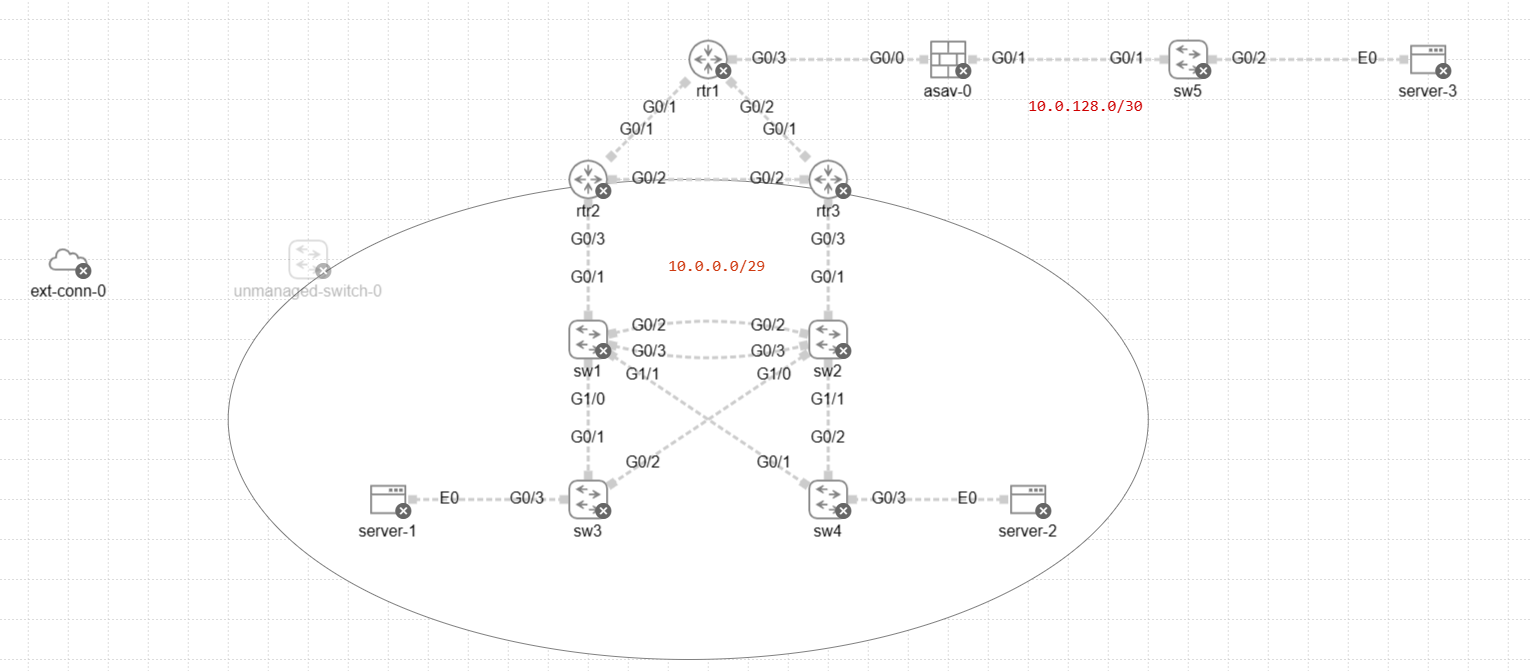 G0/3 G0/0 G0/1 G0/1 G0/2 E0
rtr1 asav-0 sw5 server-3
G0/1 G0/2 10.0.128.0/30
G0/1 G0/1
G0/2 G0/2
rtr2 rtr3
G0/3 G0/3
10.0.0.0/29
G0/1 G0/1
ext-conn-0 unmanaged-switch-0
G0/2 G0/2
G0/3 G0/3
sw1 G1/1 G1/0 sw2
G1/0 G1/1
G0/1 G0/2
G0/2 G0/1
E0 G0/3 G0/3 E0
server-1 sw3 sw4 server-2